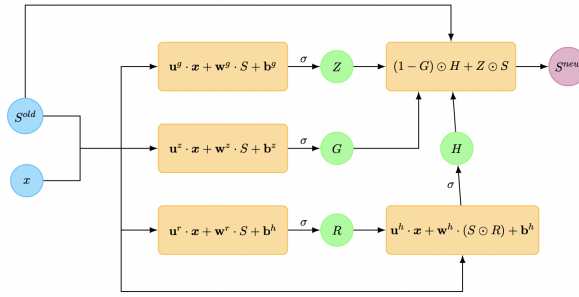 u^g · x + w^g · S + b^g
σ
Z
(1 − G) ⊙ H + Z ⊙ S
S^new
S^old
u^z · x + w^z · S + b^z
σ
G
H
x
σ
u^r · x + w^r · S + b^h
σ
R
u^h · x + w^h · (S ⊙ R) + b^h